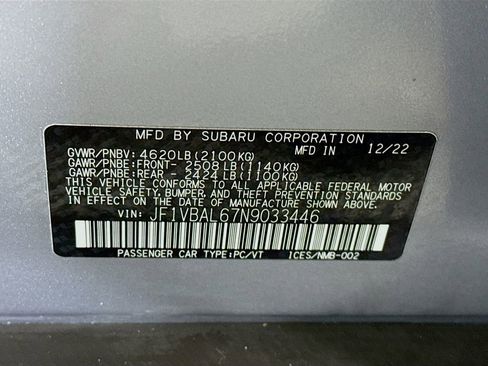 MFD BY SUBARU CORPORATION
GVWR/PNBV: 4620LB(2100KG) MFD IN 12/22
GAWR/PNBE:FRONT- 2508LB(1140KG)
GAWR/PNBE:REAR - 2424LB(1100KG)
THIS VEHICLE CONFORMS TO ALL APPLICABLE FEDERAL MOTOR
VEHICLE SAFETY, BUMPER, AND THEFT PREVENTION STANDARDS
IN EFFECT ON THE DATE OF MANUFACTURE SHOWN ABOVE.
VIN: JF1VBAL67N9033446
PASSENGER CAR TYPE:PC/VT ICES/NMB-002